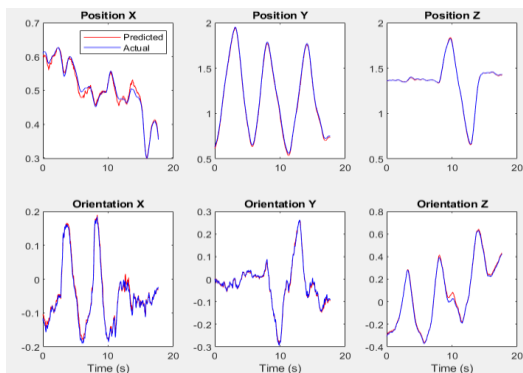 Position X
0.7
0.6
0.5
0.4
0.3
0 10 20
Predicted
Actual
Position Y
2
1.5
1
0.5
0 10 20
Position Z
2
1.5
1
0.5
0 10 20
Orientation X
0.2
0.1
0
-0.1
-0.2
0 10 20
Time (s)
Orientation Y
0.3
0.2
0.1
0
-0.1
-0.2
-0.3
0 10 20
Time (s)
Orientation Z
0.8
0.6
0.4
0.2
0
-0.2
-0.4
0 10 20
Time (s)